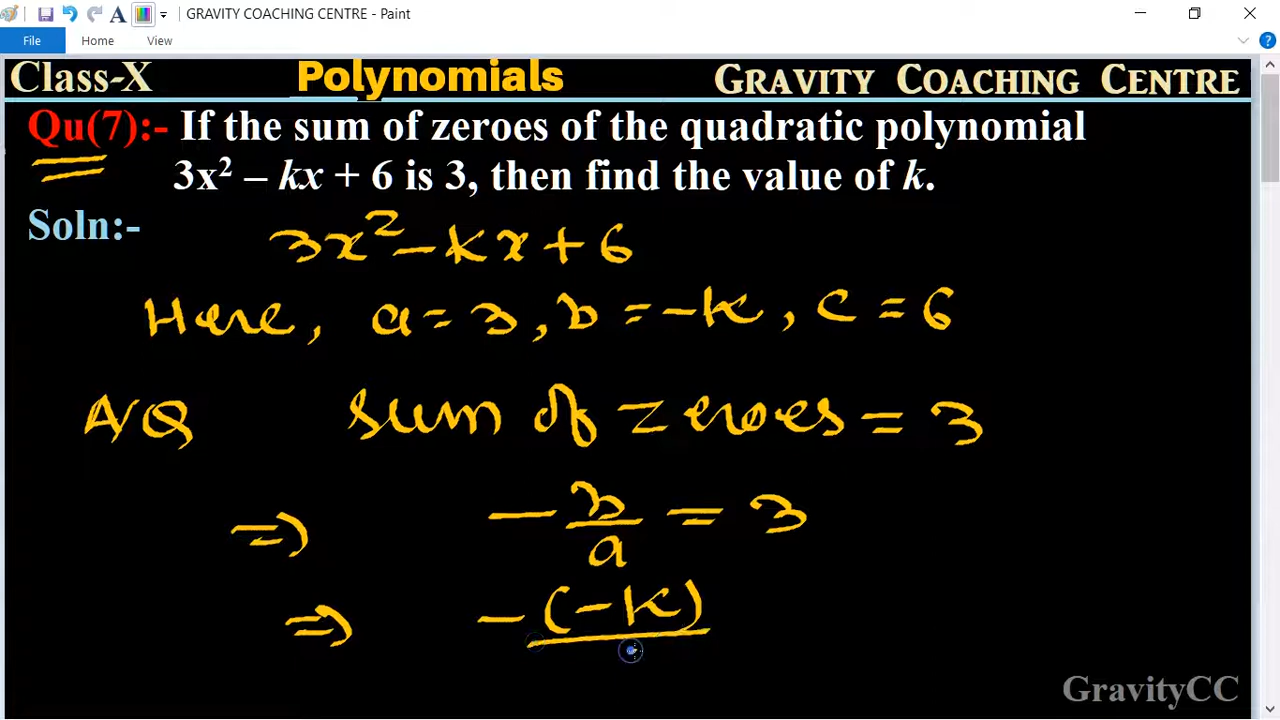 GRAVITY COACHING CENTRE - Paint
File Home View
Class-X Polynomials GRAVITY COACHING CENTRE
Qu(7):- If the sum of zeroes of the quadratic polynomial
3x² – kx + 6 is 3, then find the value of k.
Soln:- 3x² - kx + 6
Here, a = 3, b = -k, c = 6
A/Q sum of zeroes = 3
=> - b/a = 3
=> -(-k)
GravityCC